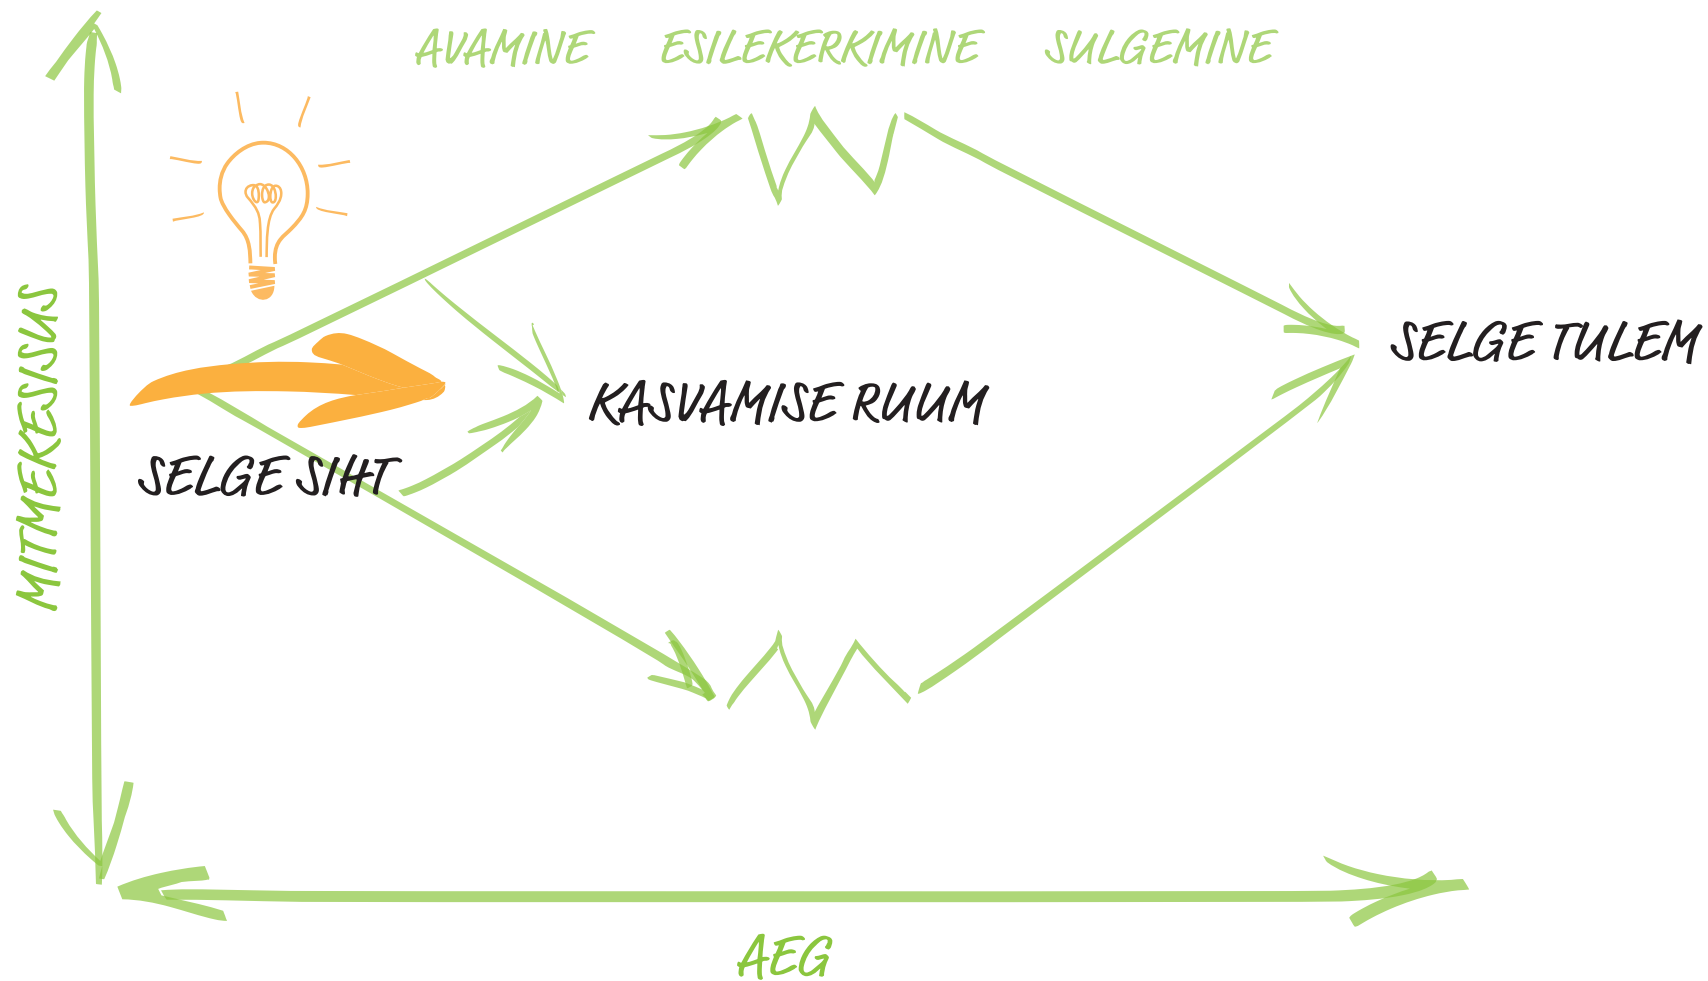 AVAMINE ESILEKERKIMINE SULGEMINE
MITMEKESISUS
SELGE TULEM
KASVAMISE RUUM
SELGE SIHT
AEG